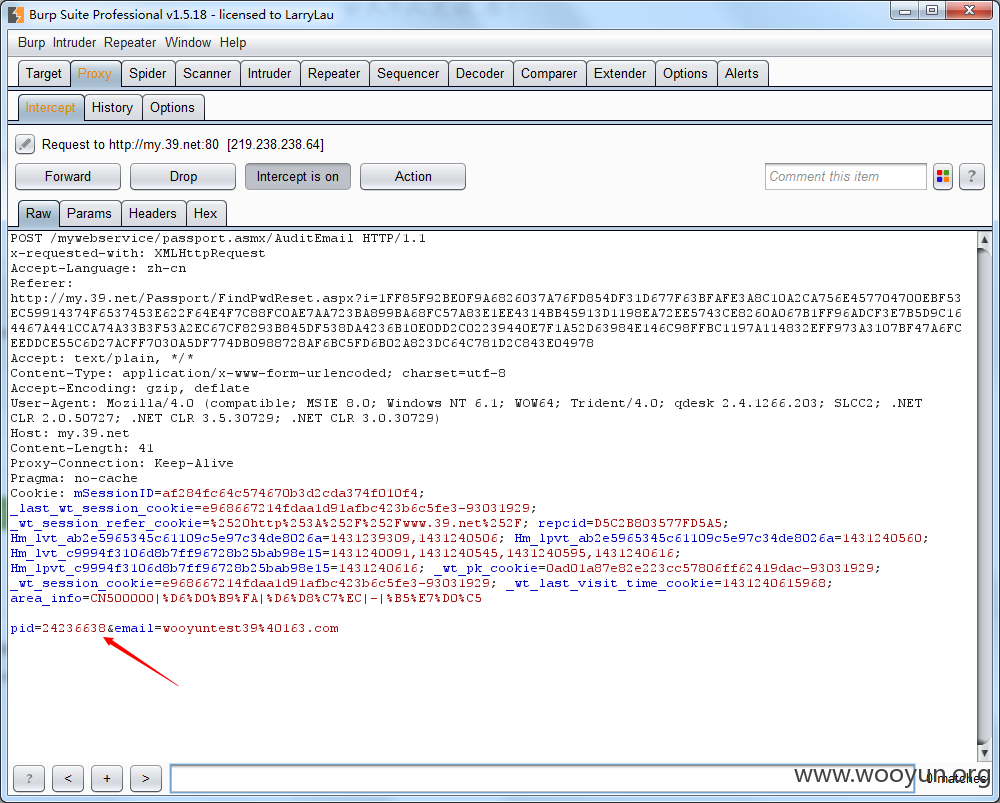 Burp Suite Professional v1.5.18 - licensed to LarryLau
Burp Intruder Repeater Window Help
Target Proxy Spider Scanner Intruder Repeater Sequencer Decoder Comparer Extender Options Alerts
Intercept History Options
Request to http://my.39.net:80 [219.238.238.64]
Forward Drop Intercept is on Action Comment this item ?
Raw Params Headers Hex
POST /mywebservice/passport.asmx/AuditEmail HTTP/1.1
x-requested-with: XMLHttpRequest
Accept-Language: zh-cn
Referer:
http://my.39.net/Passport/FindPwdReset.aspx?i=1FF85F92BE0F9A6826037A76FD854DF31D677F63BFAFE3A8C10A2CA756E457704700EBF53
EC59914374F6537453E622F64E4F7C88FC0AE7AA723BA899BA68FC57A83E1EE4314BB45913D1198EA72EE5743CE8260A067B1FF96ADCF3E7B5D9C16
4467A441CCA74A33B3F53A2EC67CF8293B845DF538DA4236B10E0DD2C02239440E7F1A52D63984E146C98FFBC1197A114832EFF973A3107BF47A6FC
EEDDCE55C6D27ACFF7030A5DF774DB0988728AF6BC5FD6B02A823DC64C781D2C843E04978
Accept: text/plain, */*
Content-Type: application/x-www-form-urlencoded; charset=utf-8
Accept-Encoding: gzip, deflate
User-Agent: Mozilla/4.0 (compatible; MSIE 8.0; Windows NT 6.1; WOW64; Trident/4.0; qdesk 2.4.1266.203; SLCC2; .NET
CLR 2.0.50727; .NET CLR 3.5.30729; .NET CLR 3.0.30729)
Host: my.39.net
Content-Length: 41
Proxy-Connection: Keep-Alive
Pragma: no-cache
Cookie: mSessionID=af284fc64c574670b3d2cda374f010f4;
_last_wt_session_cookie=e968667214fdaa1d91afbc423b6c5fe3-93031929;
_wt_session_refer_cookie=%2520http%253A%252F%252Fwww.39.net%252F; repcid=D5C2B803577FD5A5;
Hm_lvt_ab2e5965345c61109c5e97c34de8026a=1431239309,1431240506; Hm_lpvt_ab2e5965345c61109c5e97c34de8026a=1431240560;
Hm_lvt_c9994f3106d8b7ff96728b25bab98e15=1431240091,1431240545,1431240595,1431240616;
Hm_lpvt_c9994f3106d8b7ff96728b25bab98e15=1431240616; _wt_pk_cookie=0ad01a87e82e223cc57806ff62419dac-93031929;
_wt_session_cookie=e968667214fdaa1d91afbc423b6c5fe3-93031929; _wt_last_visit_time_cookie=1431240615968;
area_info=CN500000|%D6%D0%B9%FA|%D6%D8%C7%EC|-|%B5%E7%D0%C5
pid=24236638&email=wooyuntest39%40163.com
? < + > 0 matches
www.wooyun.org